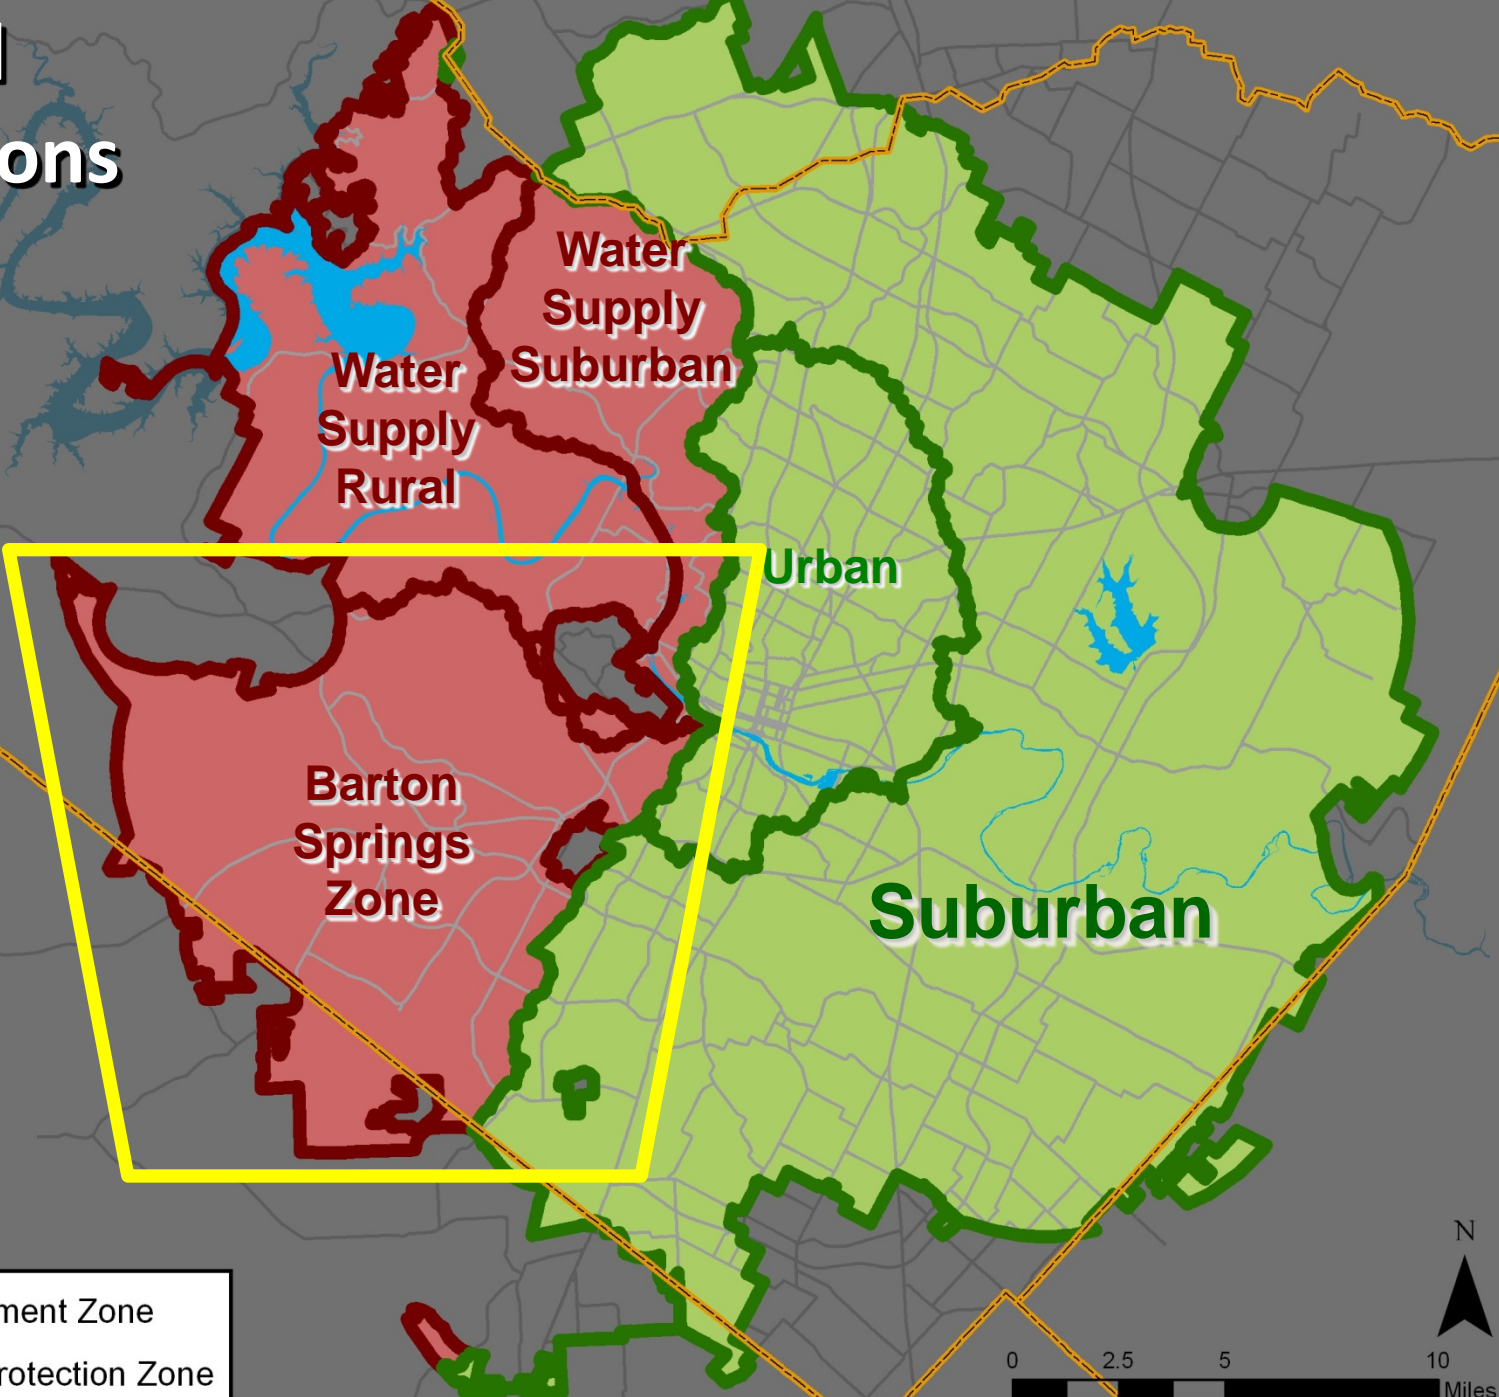 ons
Water
Supply
Suburban
Water
Supply
Rural
Urban
Barton
Springs
Zone
Suburban
N
ment Zone
rotection Zone
0 2.5 5 10
Miles